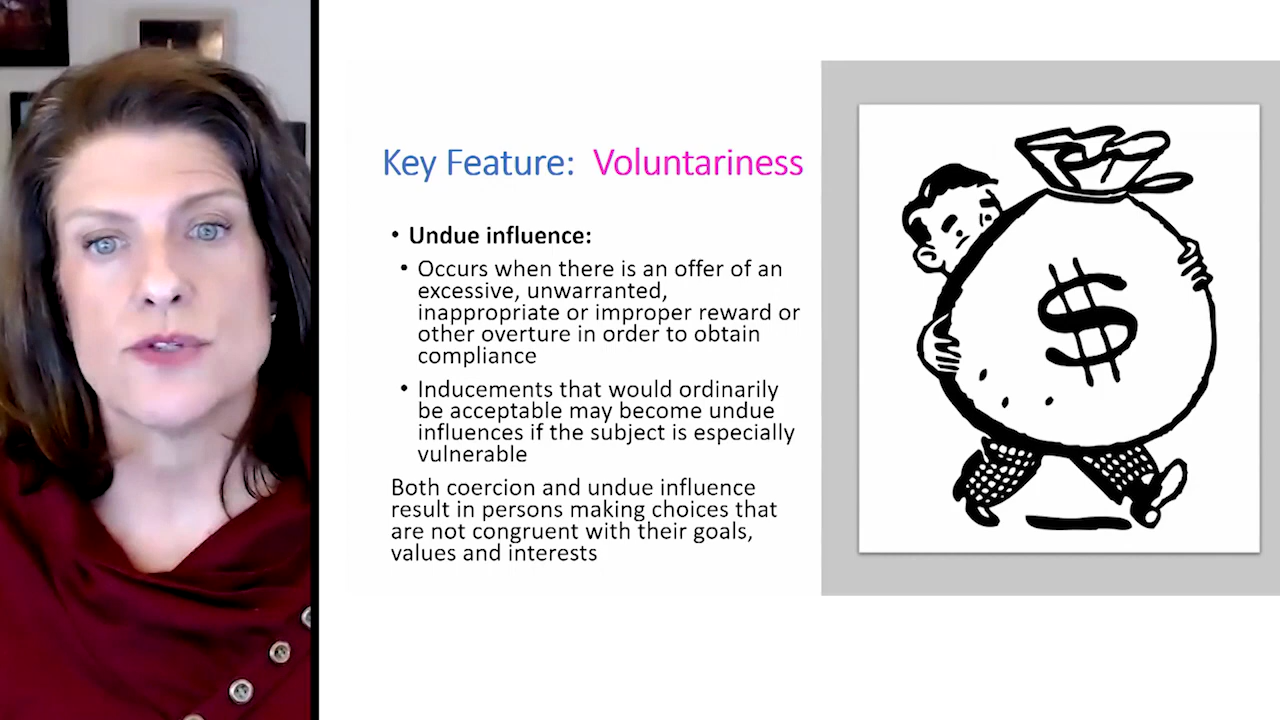 Key Feature: Voluntariness
• Undue influence:
• Occurs when there is an offer of an
excessive, unwarranted,
inappropriate or improper reward or
other overture in order to obtain
compliance
• Inducements that would ordinarily
be acceptable may become undue
influences if the subject is especially
vulnerable
Both coercion and undue influence
result in persons making choices that
are not congruent with their goals,
values and interests
$